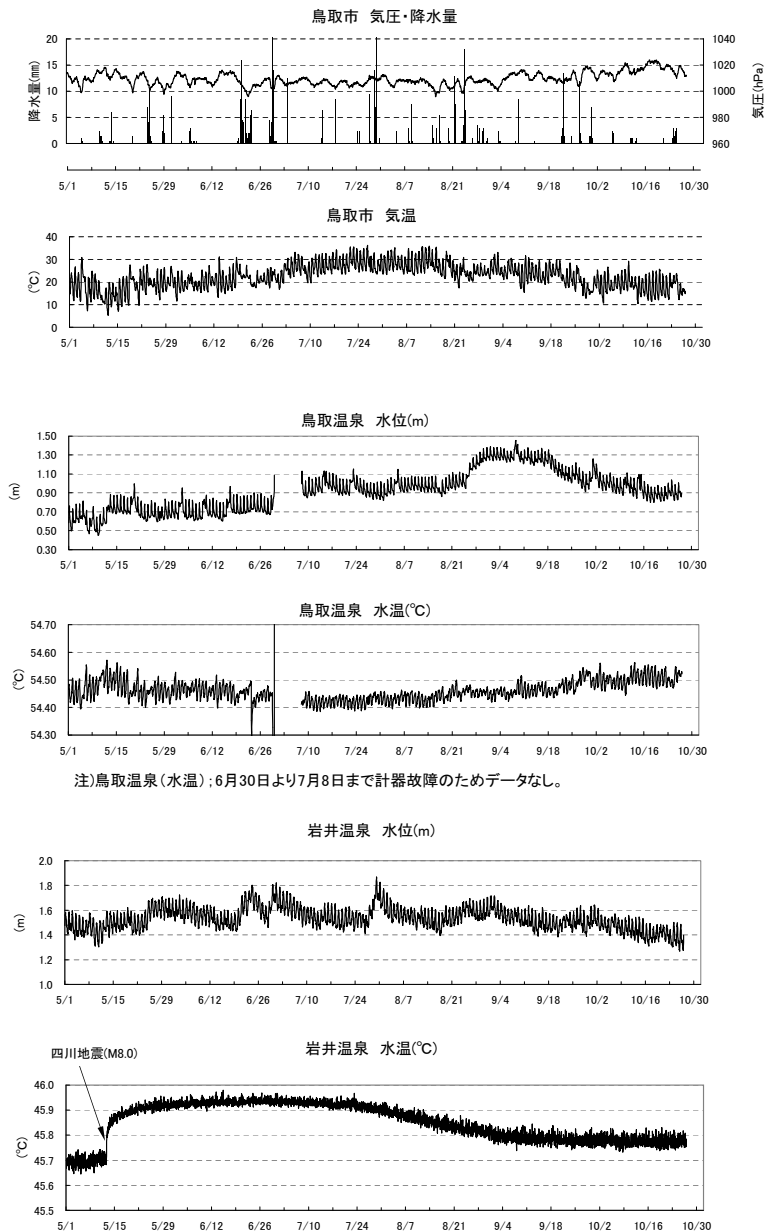 鳥取市 気圧・降水量
20
15
10
5
0
降水量(mm)
1040
1020
1000
980
960
気圧(hPa)
5/1 5/15 5/29 6/12 6/26 7/10 7/24 8/7 8/21 9/4 9/18 10/2 10/16 10/30
鳥取市 気温
40
30
20
10
0
(℃)
5/1 5/15 5/29 6/12 6/26 7/10 7/24 8/7 8/21 9/4 9/18 10/2 10/16 10/30
鳥取温泉 水位(m)
1.50
1.30
1.10
0.90
0.70
0.50
0.30
(m)
5/1 5/15 5/29 6/12 6/26 7/10 7/24 8/7 8/21 9/4 9/18 10/2 10/16 10/30
鳥取温泉 水温(℃)
54.70
54.60
54.50
54.40
54.30
(℃)
5/1 5/15 5/29 6/12 6/26 7/10 7/24 8/7 8/21 9/4 9/18 10/2 10/16 10/30
注)鳥取温泉(水温);6月30日より7月8日まで計器故障のためデータなし。
岩井温泉 水位(m)
2.0
1.8
1.6
1.4
1.2
1.0
(m)
5/1 5/15 5/29 6/12 6/26 7/10 7/24 8/7 8/21 9/4 9/18 10/2 10/16 10/30
四川地震(M8.0)
岩井温泉 水温(℃)
46.0
45.9
45.8
45.7
45.6
45.5
(℃)
5/1 5/15 5/29 6/12 6/26 7/10 7/24 8/7 8/21 9/4 9/18 10/2 10/16 10/30